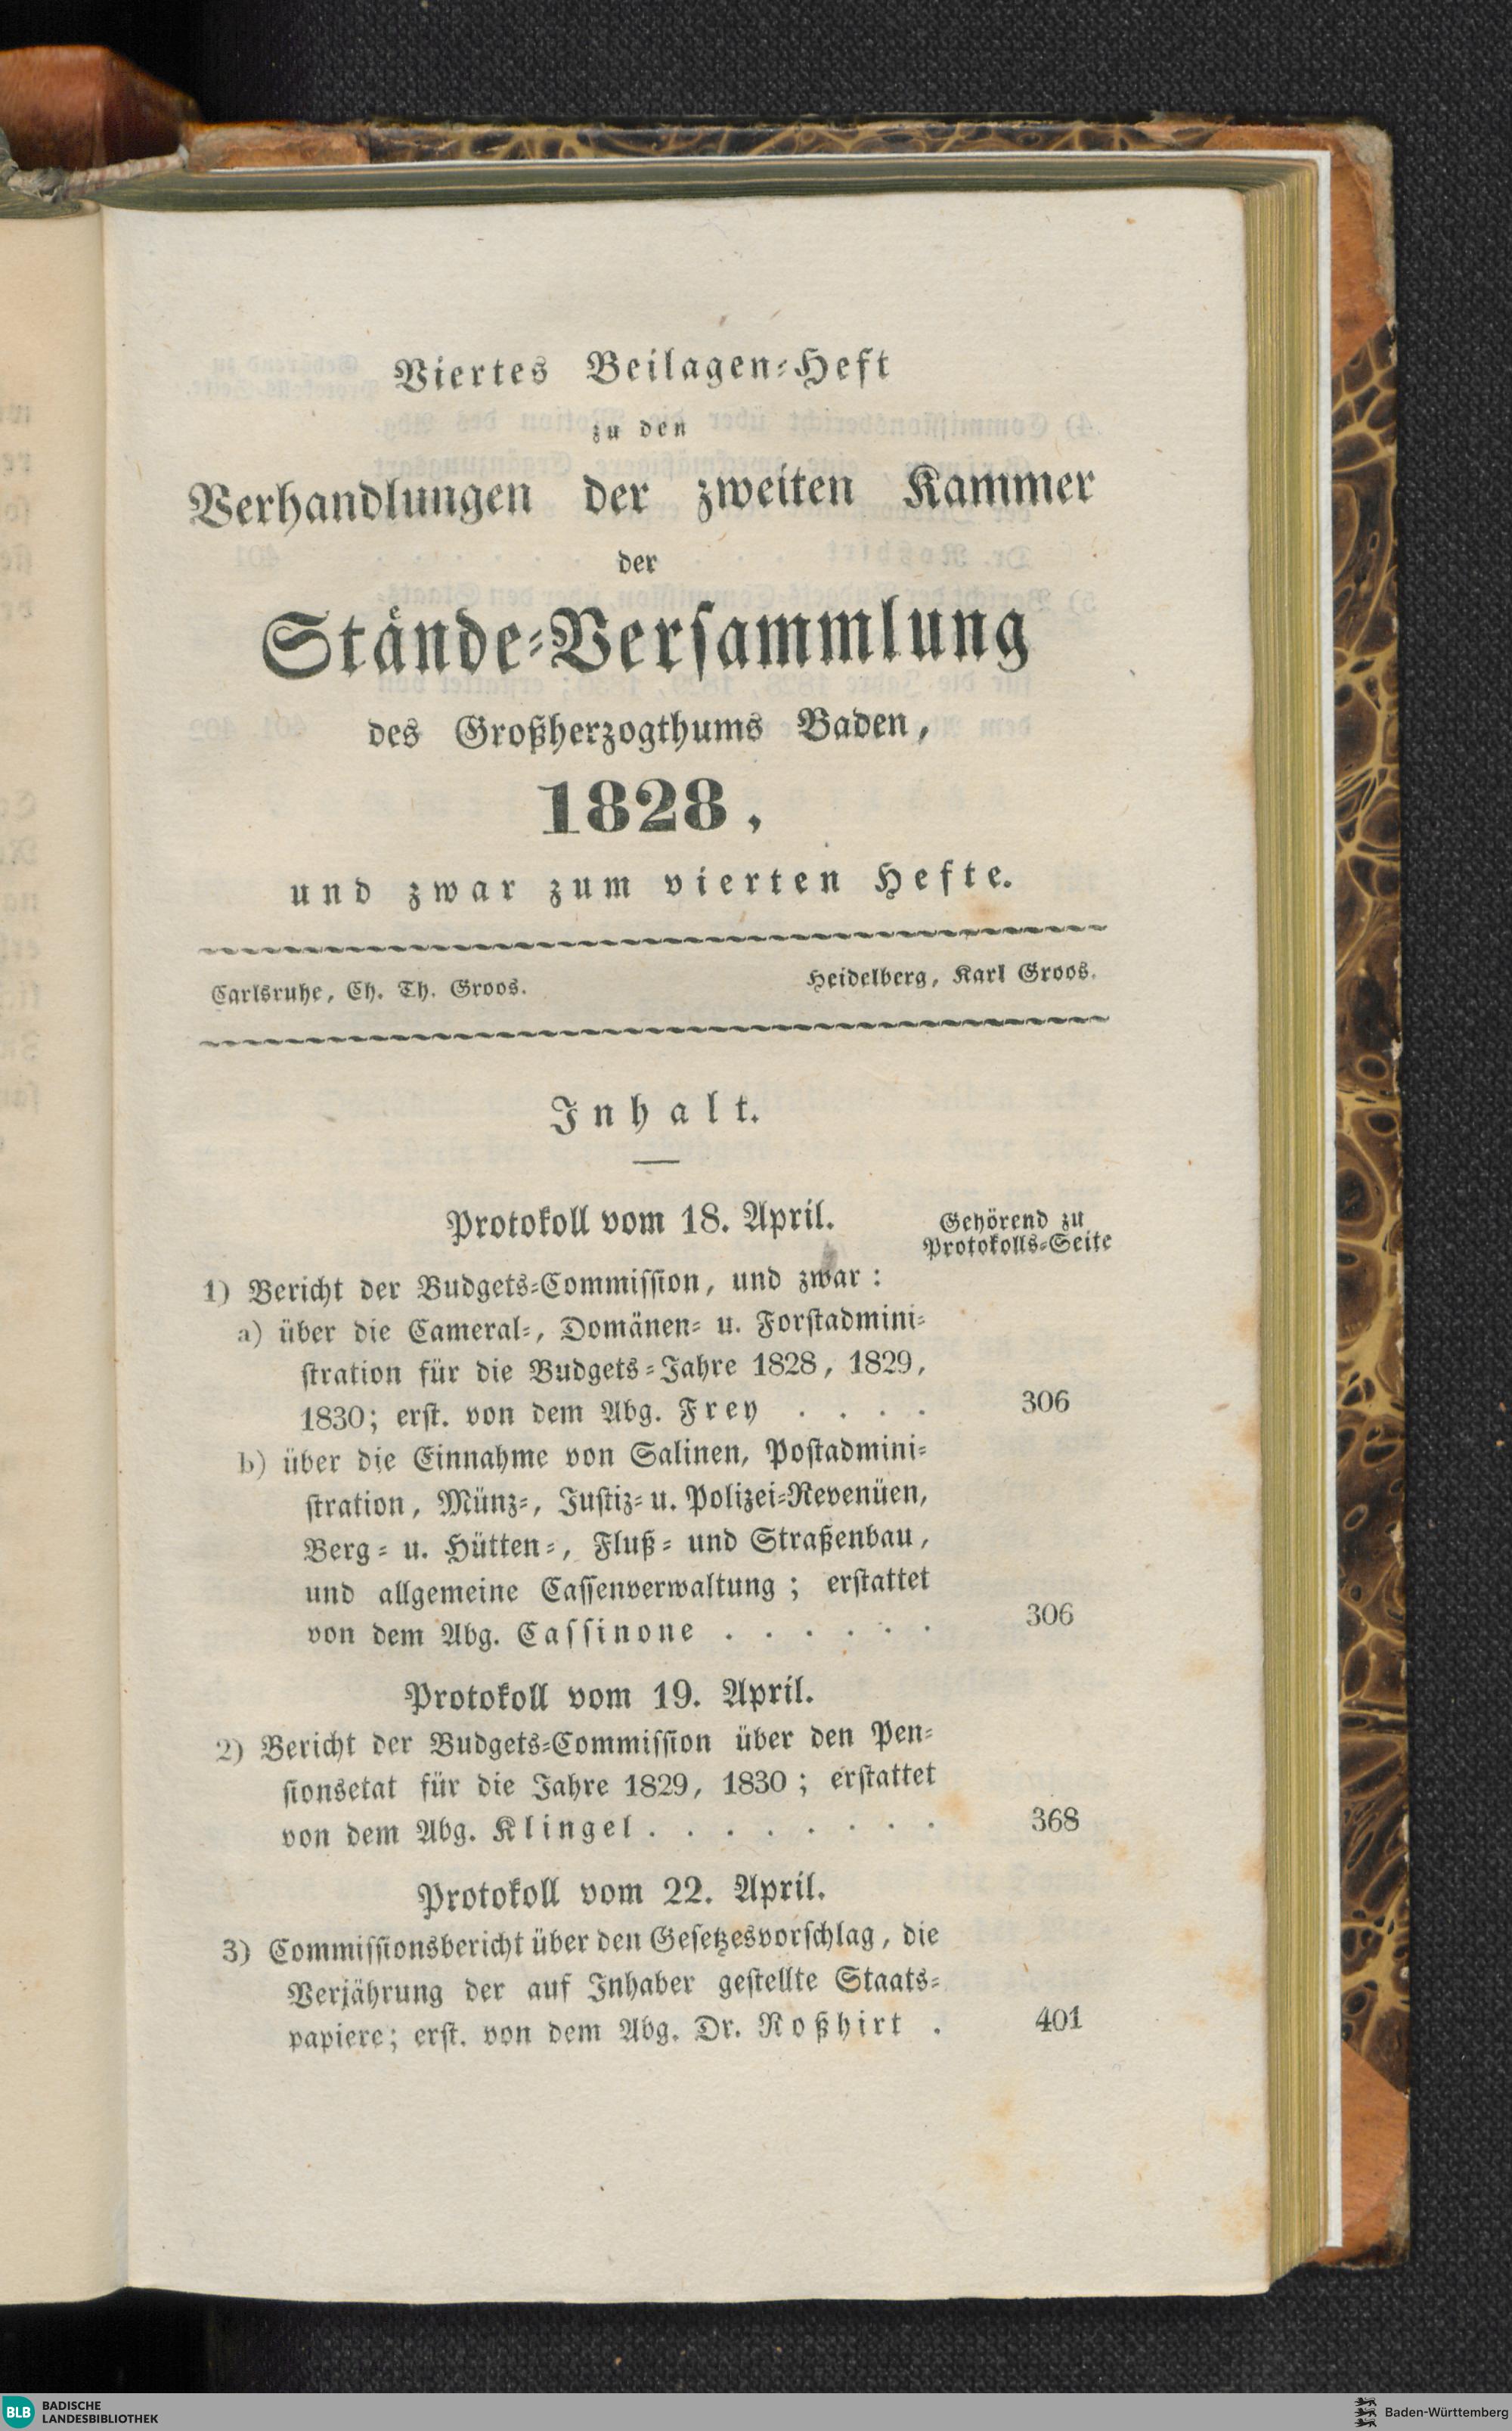 Viertes Beilagen-Heft
zu den
Verhandlungen der zweiten Kammer
der
Stände-Versammlung
des Großherzogthums Baden,
1828,
und zwar zum vierten Hefte.
Carlsruhe, Ch. Th. Groos. Heidelberg, Karl Groos.
Inhalt.
Protokoll vom 18. April. Gehörend zu
Protokolls-Seite
1) Bericht der Budgets-Commission, und zwar :
a) über die Cameral-, Domänen- u. Forstadmini-
stration für die Budgets-Jahre 1828, 1829,
1830; erst. von dem Abg. Frey . . . . 306
b) über die Einnahme von Salinen, Postadmini-
stration, Münz-, Justiz- u. Polizei-Revenüen,
Berg- u. Hütten-, Fluß- und Straßenbau,
und allgemeine Cassenverwaltung ; erstattet
von dem Abg. Cassinone . . . . . . 306
Protokoll vom 19. April.
2) Bericht der Budgets-Commission über den Pen-
sionsetat für die Jahre 1829, 1830 ; erstattet
von dem Abg. Klingel . . . . . . . . 368
Protokoll vom 22. April.
3) Commissionsbericht über den Gesetzesvorschlag, die
Verjährung der auf Inhaber gestellte Staats-
papiere; erst. von dem Abg. Dr. Roßhirt . 401
BLB BADISCHE
LANDESBIBLIOTHEK
Baden-Württemberg